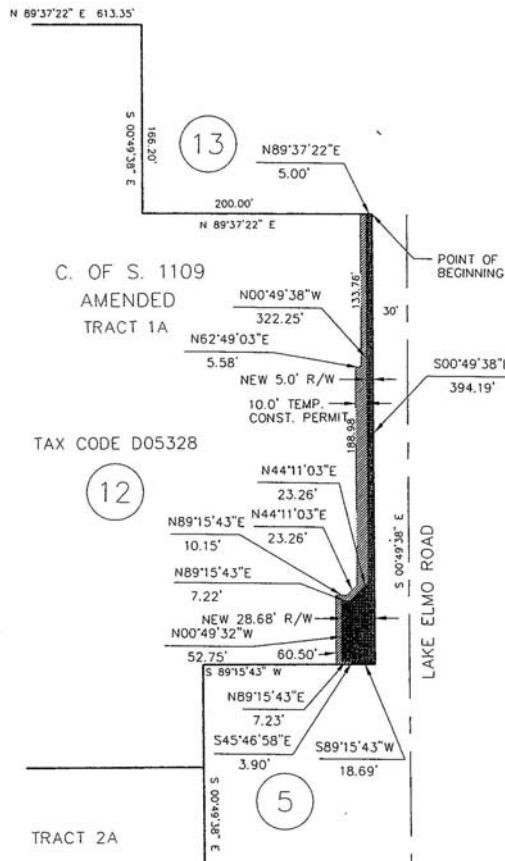 N 89°37'22" E 613.35'
S 00°49'38" E
166.20'
13
N89°37'22"E
5.00'
200.00'
N 89°37'22" E
POINT OF
BEGINNING
C. OF S. 1109
AMENDED
TRACT 1A
133.76'
30'
N00°49'38"W
322.25'
N62°49'03"E
5.58'
S00°49'38"E
394.19'
NEW 5.0' R/W
10.0' TEMP.
CONST. PERMIT
188.98'
TAX CODE D05328
12
N44°11'03"E
23.26'
N44°11'03"E
23.26'
N89°15'43"E
10.15'
N89°15'43"E
7.22'
S 00°49'38" E
LAKE ELMO ROAD
NEW 28.68' R/W
N00°49'32"W
52.75'
60.50'
S 89°15'43" W
N89°15'43"E
7.23'
S45°46'58"E
3.90'
S89°15'43"W
18.69'
S 00°49'38" E
5
TRACT 2A